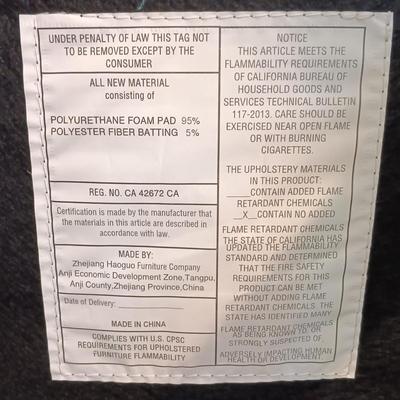 UNDER PENALTY OF LAW THIS TAG NOT
TO BE REMOVED EXCEPT BY THE
CONSUMER
ALL NEW MATERIAL
consisting of
POLYURETHANE FOAM PAD 95%
POLYESTER FIBER BATTING 5%
REG. NO. CA 42672 CA
Certification is made by the manufacturer that
the materials in this article are described in
accordance with law.
MADE BY:
Zhejiang Haoguo Furniture Company
Anji Economic Development Zone, Tangpu,
Anji County, Zhejiang Province, China
Date of Delivery:
MADE IN CHINA
COMPLIES WITH U.S. CPSC
REQUIREMENTS FOR UPHOLSTERED
FURNITURE FLAMMABILITY
NOTICE
THIS ARTICLE MEETS THE
FLAMMABILITY REQUIREMENTS
OF CALIFORNIA BUREAU OF
HOUSEHOLD GOODS AND
SERVICES TECHNICAL BULLETIN
117-2013. CARE SHOULD BE
EXERCISED NEAR OPEN FLAME
OR WITH BURNING
CIGARETTES.
THE UPHOLSTERY MATERIALS
IN THIS PRODUCT:
____CONTAIN ADDED FLAME
RETARDANT CHEMICALS
__X__CONTAIN NO ADDED
FLAME RETARDANT CHEMICALS
THE STATE OF CALIFORNIA HAS
UPDATED THE FLAMMABILITY
STANDARD AND DETERMINED
THAT THE FIRE SAFETY
REQUIREMENTS FOR THIS
PRODUCT CAN BE MET
WITHOUT ADDING FLAME
RETARDANT CHEMICALS. THE
STATE HAS IDENTIFIED MANY
FLAME RETARDANT CHEMICALS
AS BEING KNOWN TO, OR
STRONGLY SUSPECTED OF,
ADVERSELY IMPACTING HUMAN
HEALTH OR DEVELOPMENT.